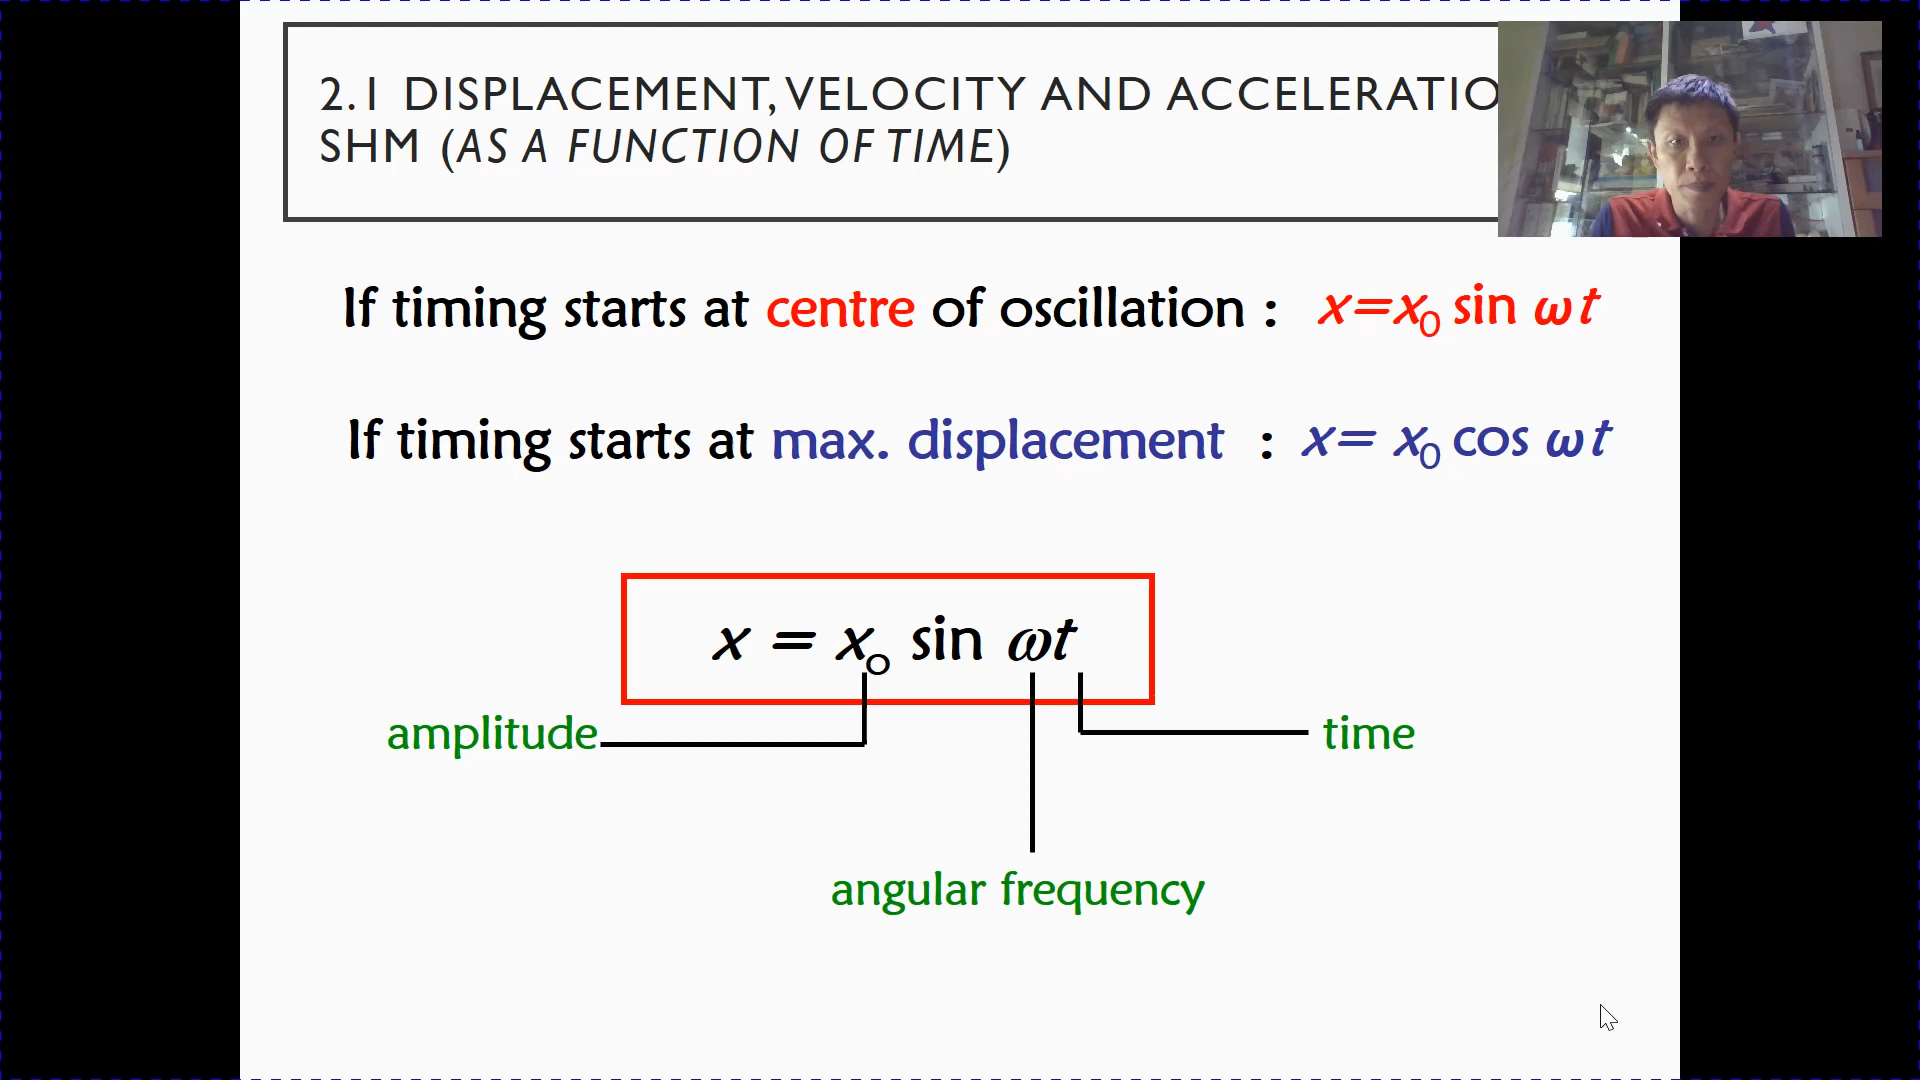 2.1 DISPLACEMENT, VELOCITY AND ACCELERATIO
SHM (AS A FUNCTION OF TIME)
If timing starts at centre of oscillation : x=x₀ sin ωt
If timing starts at max. displacement : x= x₀ cos ωt
x = xₒ sin ωt
amplitude
time
angular frequency